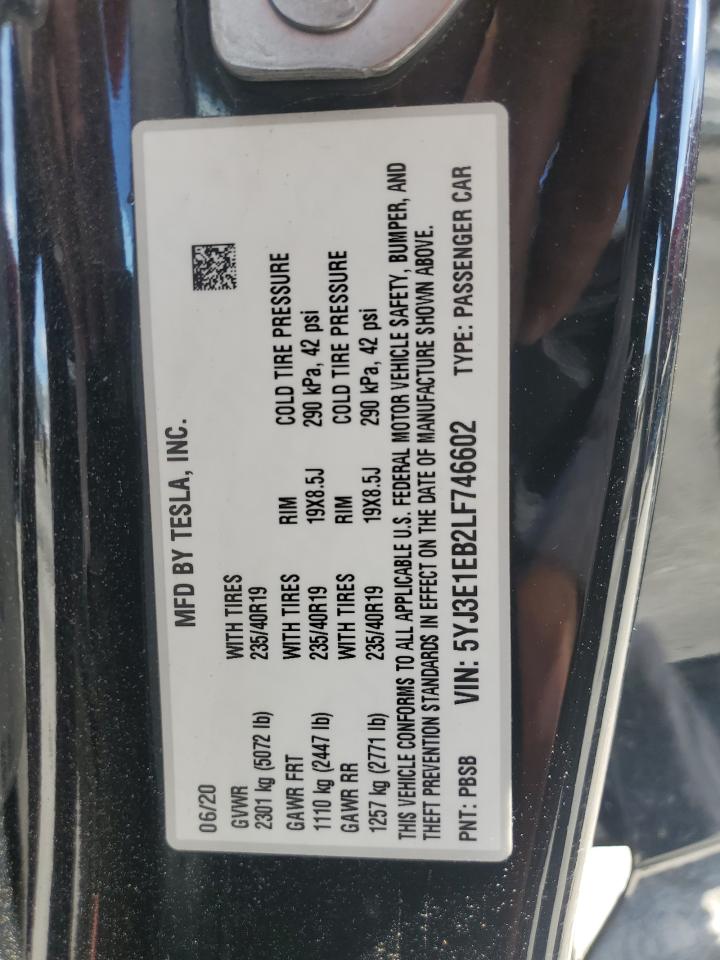 MFD BY TESLA, INC.
06/20
GVWR WITH TIRES
2301 kg (5072 lb) 235/40R19
GAWR FRT WITH TIRES RIM COLD TIRE PRESSURE
1110 kg (2447 lb) 235/40R19 19X8.5J 290 kPa, 42 psi
GAWR RR WITH TIRES RIM COLD TIRE PRESSURE
1257 kg (2771 lb) 235/40R19 19X8.5J 290 kPa, 42 psi
THIS VEHICLE CONFORMS TO ALL APPLICABLE U.S. FEDERAL MOTOR VEHICLE SAFETY, BUMPER, AND
THEFT PREVENTION STANDARDS IN EFFECT ON THE DATE OF MANUFACTURE SHOWN ABOVE.
PNT: PBSB VIN: 5YJ3E1EB2LF746602 TYPE: PASSENGER CAR